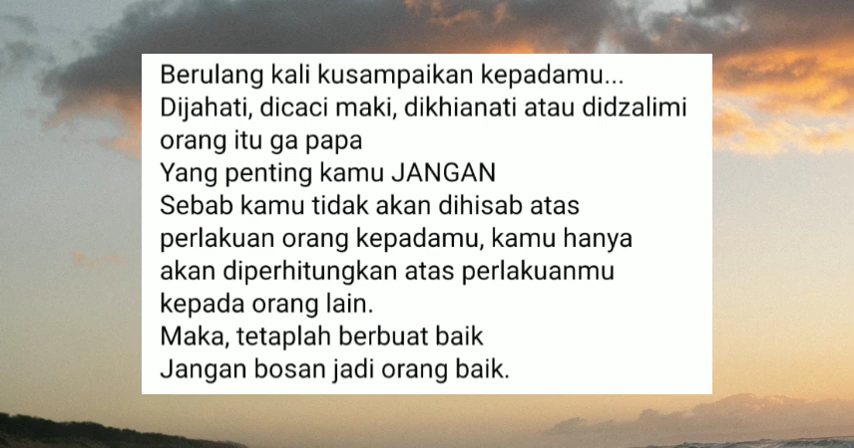 Berulang kali kusampaikan kepadamu...
Dijahati, dicaci maki, dikhianati atau didzalimi
orang itu ga papa
Yang penting kamu JANGAN
Sebab kamu tidak akan dihisab atas
perlakuan orang kepadamu, kamu hanya
akan diperhitungkan atas perlakuanmu
kepada orang lain.
Maka, tetaplah berbuat baik
Jangan bosan jadi orang baik.